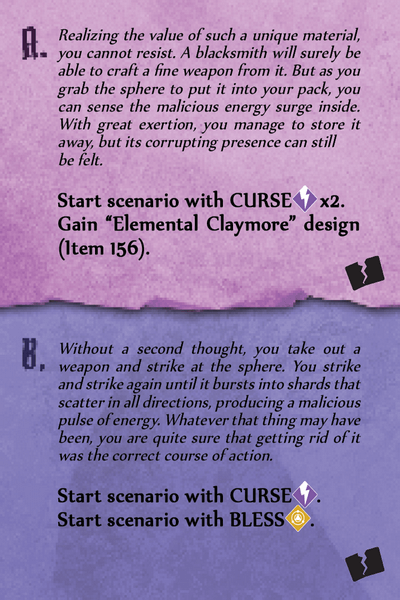 A. Realizing the value of such a unique material,
you cannot resist. A blacksmith will surely be
able to craft a fine weapon from it. But as you
grab the sphere to put it into your pack, you
can sense the malicious energy surge inside.
With great exertion, you manage to store it
away, but its corrupting presence can still
be felt.
Start scenario with CURSE x2.
Gain “Elemental Claymore” design
(Item 156).
B. Without a second thought, you take out a
weapon and strike at the sphere. You strike
and strike again until it bursts into shards that
scatter in all directions, producing a malicious
pulse of energy. Whatever that thing may have
been, you are quite sure that getting rid of it
was the correct course of action.
Start scenario with CURSE.
Start scenario with BLESS.